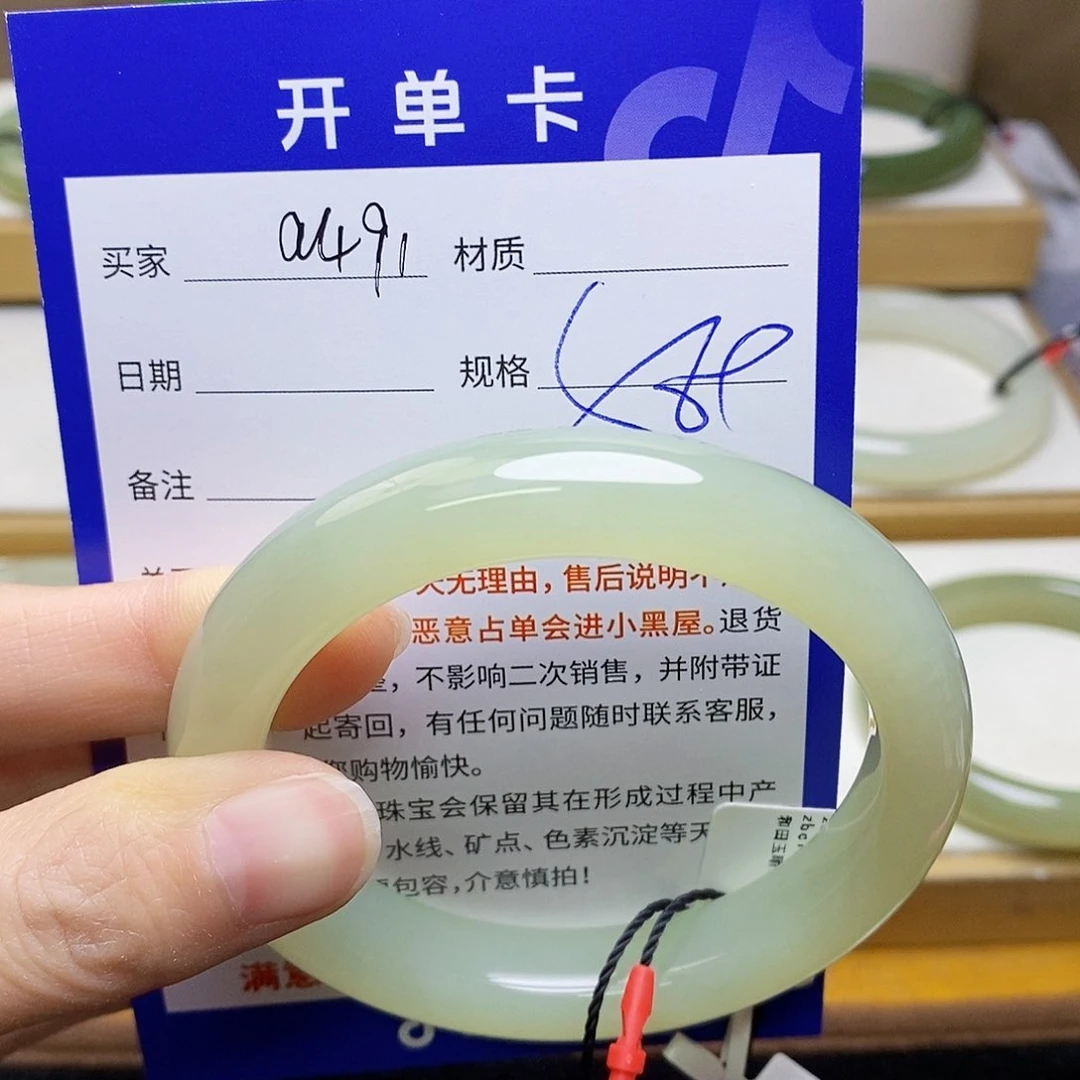 开单卡
买家 a491 材质
日期 规格
备注
天无理由，售后说明
恶意占单会进小黑屋。退货
，不影响二次销售，并附带证
起寄回，有任何问题随时联系客服，
您购物愉快。
珠宝会保留其在形成过程中产
水线、矿点、色素沉淀等天
包容，介意慎拍！
满意